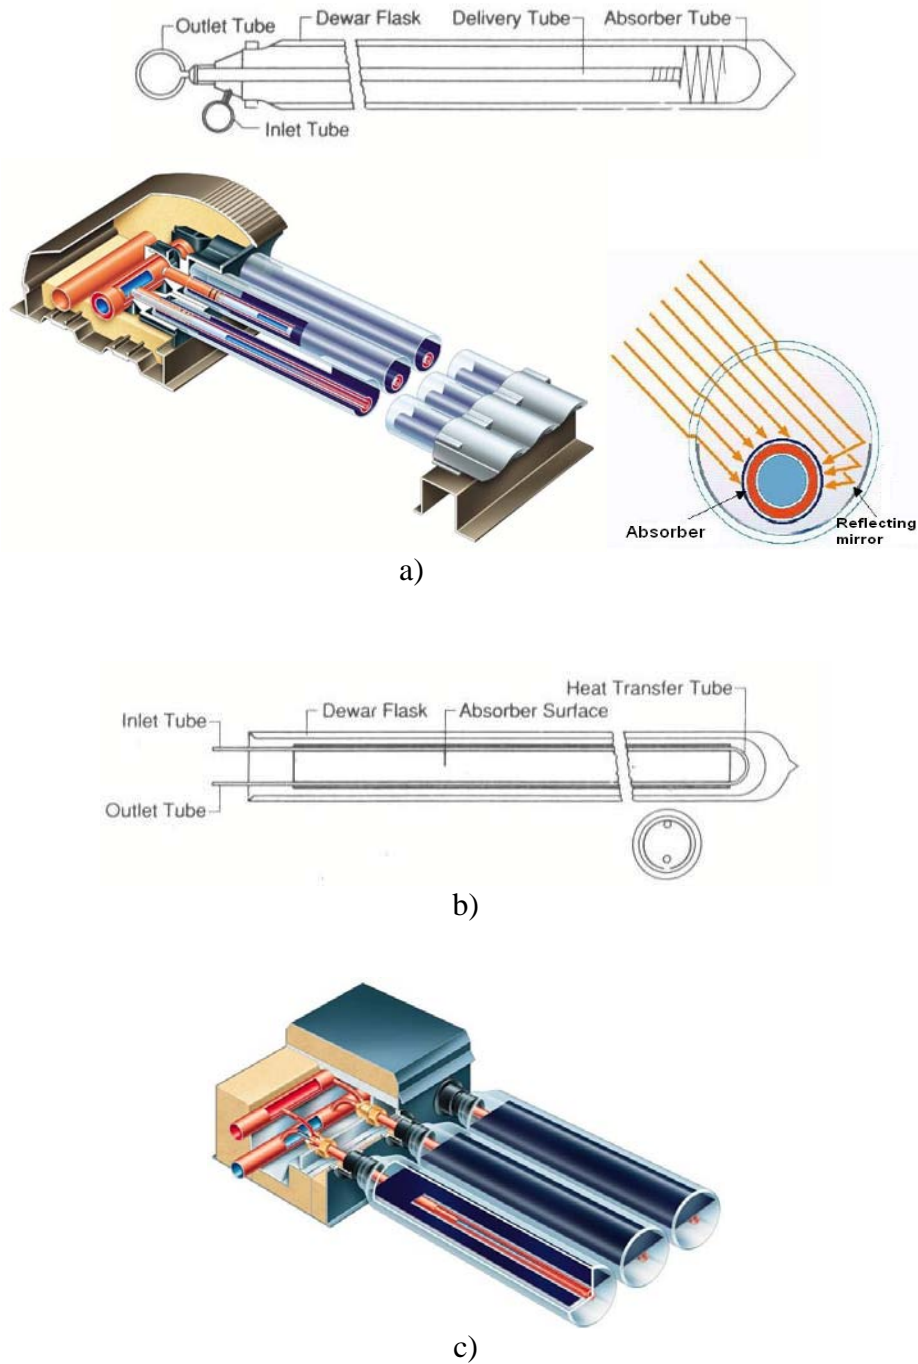 Dewar Flask
Delivery Tube
Absorber Tube
Outlet Tube
Inlet Tube
Absorber
Reflecting
mirror
a)
Heat Transfer Tube
Inlet Tube
Dewar Flask
Absorber Surface
Outlet Tube
b)
c)